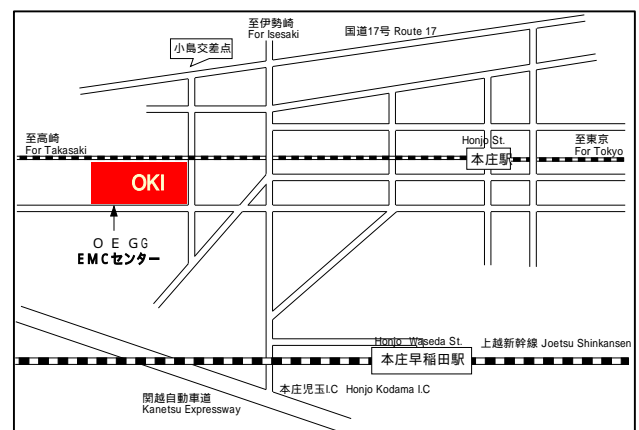 至伊勢崎
For Isesaki
国道17号 Route 17
小島交差点
至高崎
For Takasaki
Honjo St.
本庄駅
至東京
For Tokyo
OKI
O E GG
EMCセンター
Honjo Waseda St.
本庄早稲田駅
上越新幹線 Joetsu Shinkansen
本庄児玉I.C Honjo Kodama I.C
関越自動車道
Kanetsu Expressway